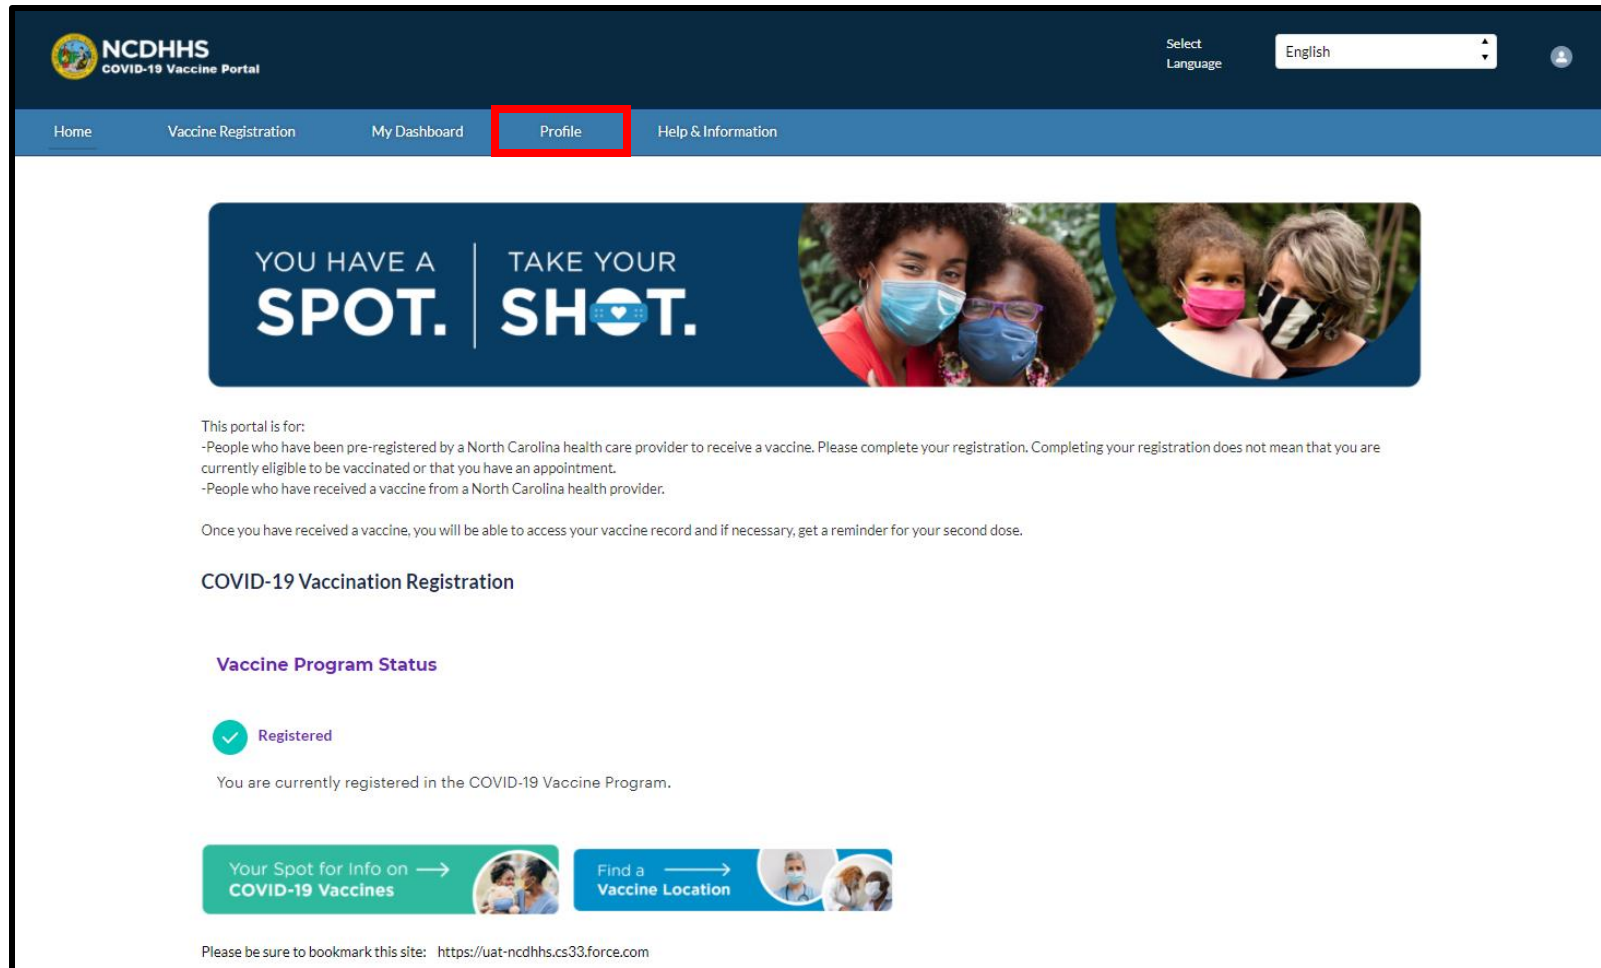 NCDHHS
COVID-19 Vaccine Portal
Select
Language
English
Home
Vaccine Registration
My Dashboard
Profile
Help & Information
YOU HAVE A
SPOT.
TAKE YOUR
SHOT.
This portal is for:
-People who have been pre-registered by a North Carolina health care provider to receive a vaccine. Please complete your registration. Completing your registration does not mean that you are
currently eligible to be vaccinated or that you have an appointment.
-People who have received a vaccine from a North Carolina health provider.
Once you have received a vaccine, you will be able to access your vaccine record and if necessary, get a reminder for your second dose.
COVID-19 Vaccination Registration
Vaccine Program Status
Registered
You are currently registered in the COVID-19 Vaccine Program.
Your Spot for Info on
COVID-19 Vaccines
Find a
Vaccine Location
Please be sure to bookmark this site: https://uat-ncdhhs.cs33.force.com